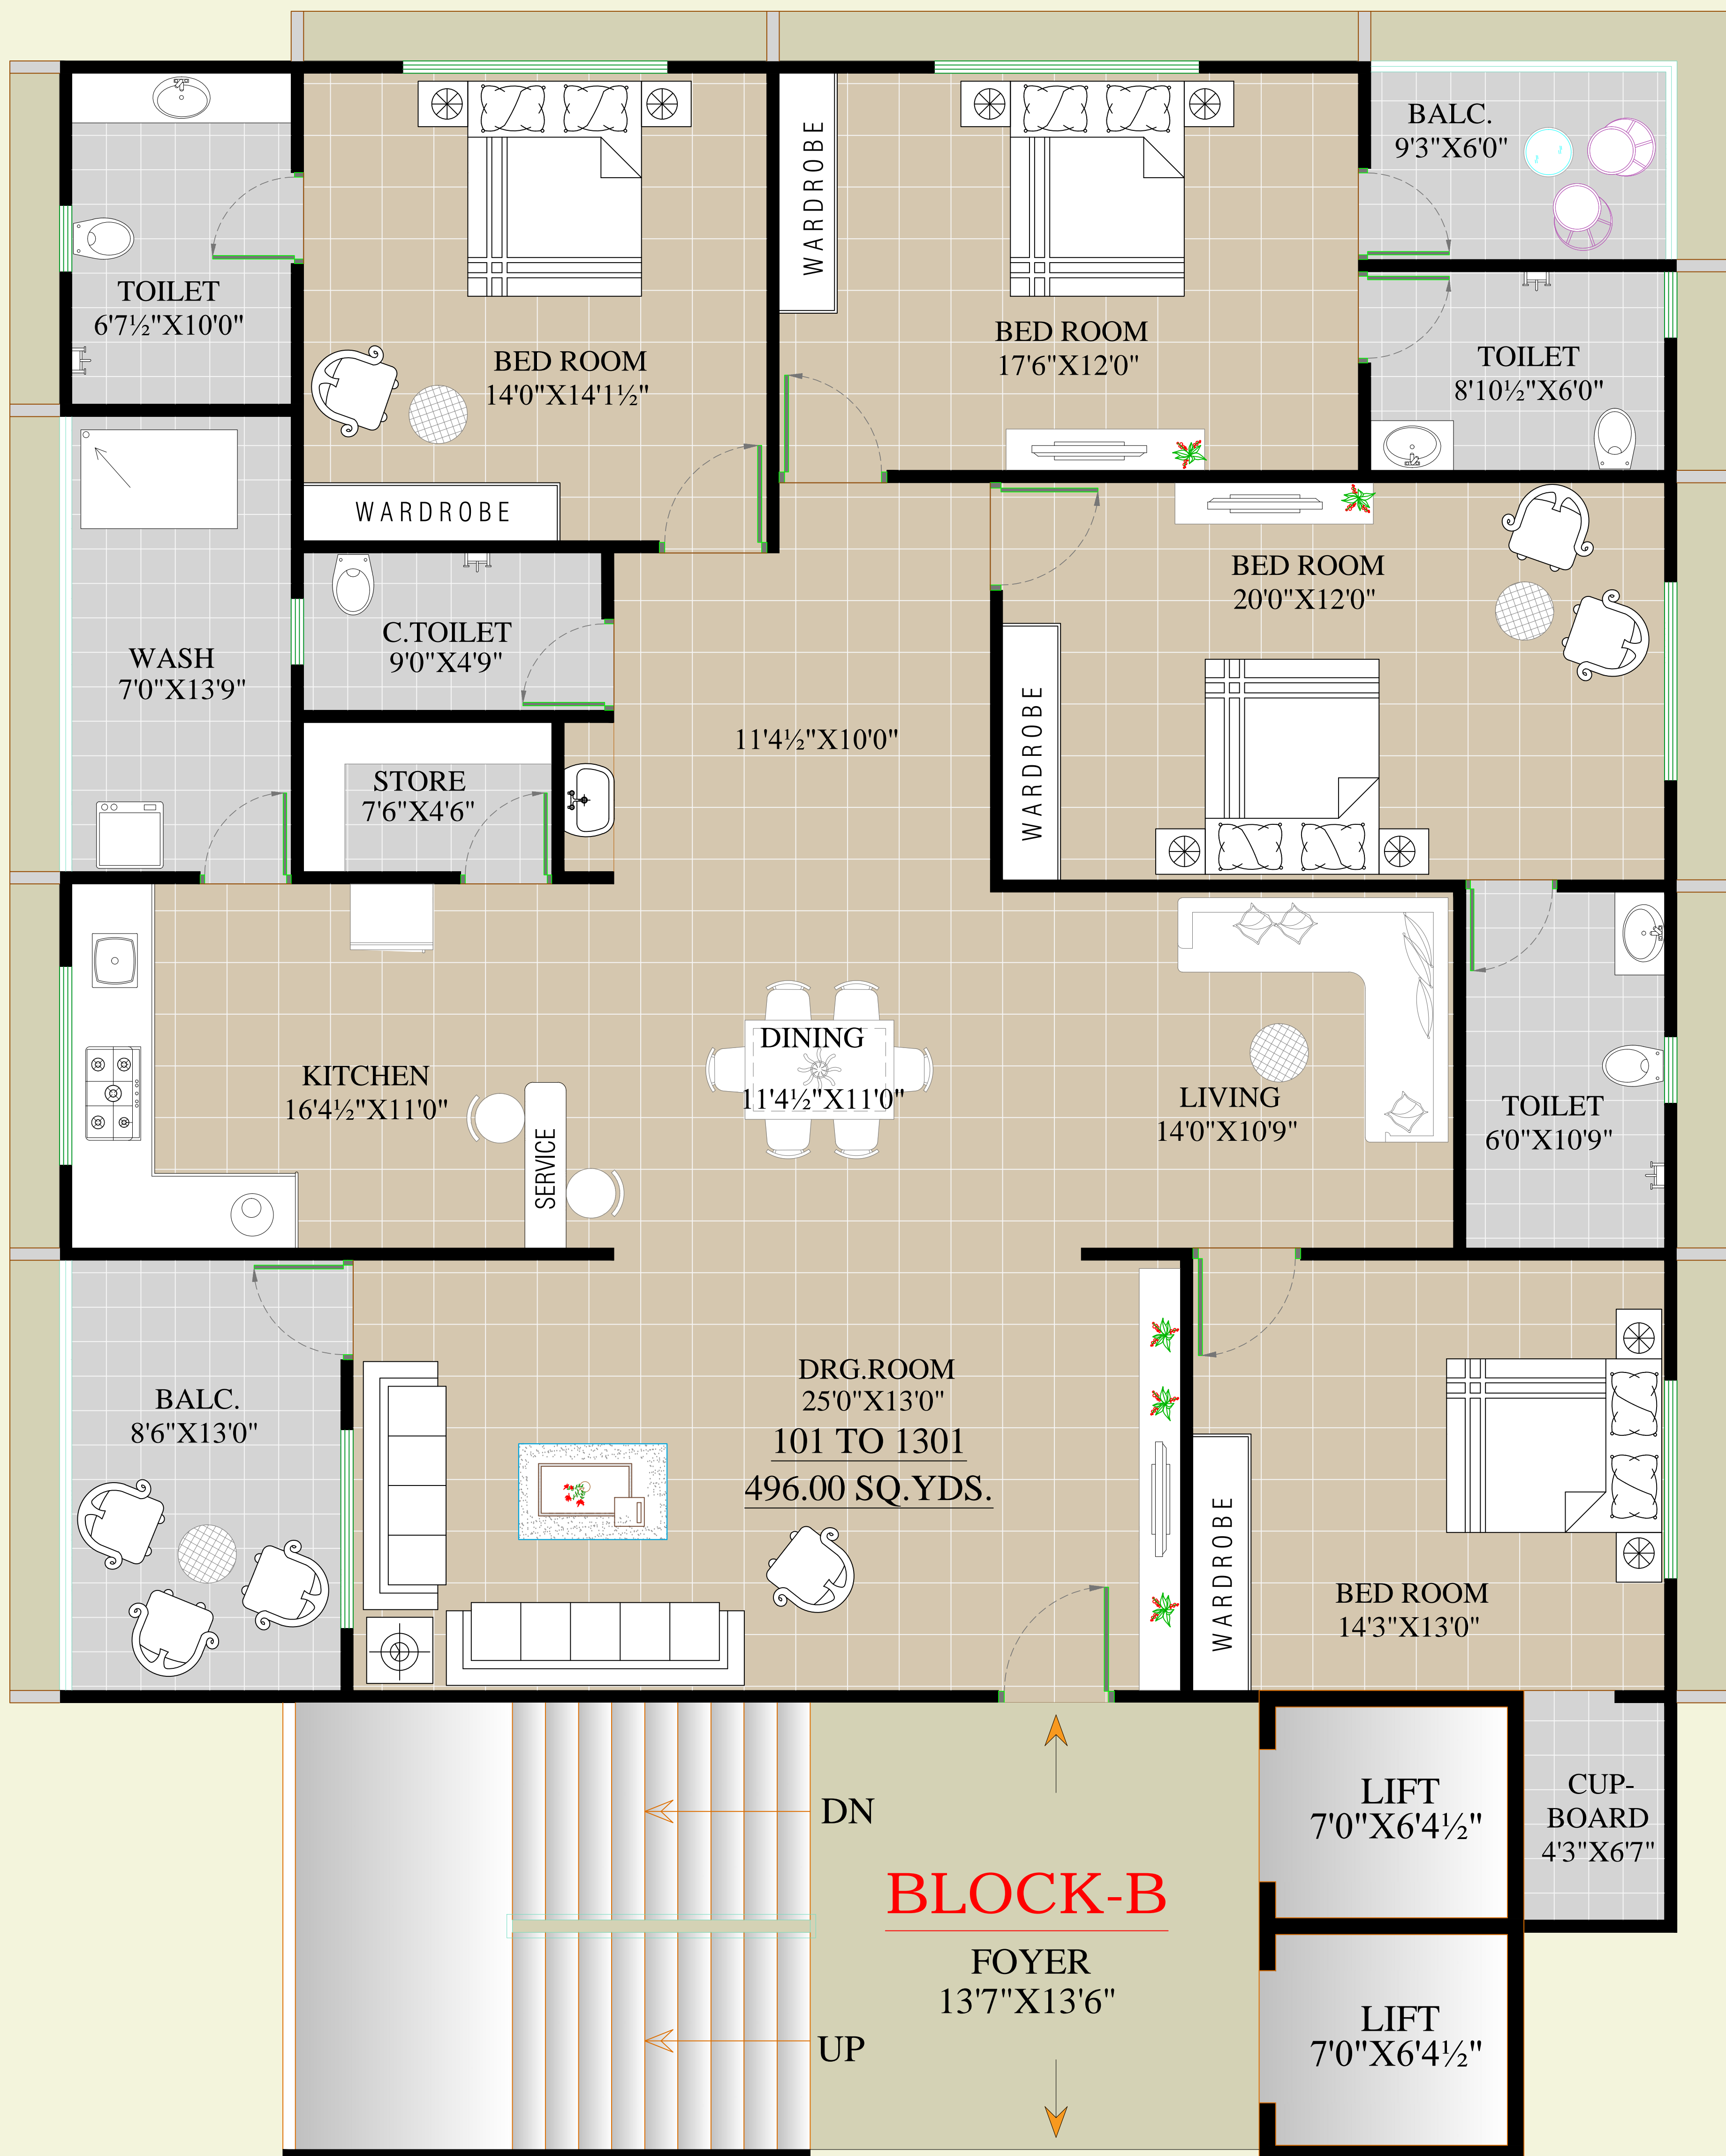 BALC.
9'3"X6'0"
WARDROBE
TOILET
6'7½"X10'0"
BED ROOM
14'0"X14'1½"
BED ROOM
17'6"X12'0"
TOILET
8'10½"X6'0"
WARDROBE
BED ROOM
20'0"X12'0"
C.TOILET
9'0"X4'9"
WASH
7'0"X13'9"
11'4½"X10'0"
WARDROBE
STORE
7'6"X4'6"
DINING
11'4½"X11'0"
KITCHEN
16'4½"X11'0"
SERVICE
LIVING
14'0"X10'9"
TOILET
6'0"X10'9"
BALC.
8'6"X13'0"
DRG.ROOM
25'0"X13'0"
101 TO 1301
496.00 SQ.YDS.
WARDROBE
BED ROOM
14'3"X13'0"
DN
LIFT
7'0"X6'4½"
CUP-
BOARD
4'3"X6'7"
BLOCK-B
FOYER
13'7"X13'6"
UP
LIFT
7'0"X6'4½"